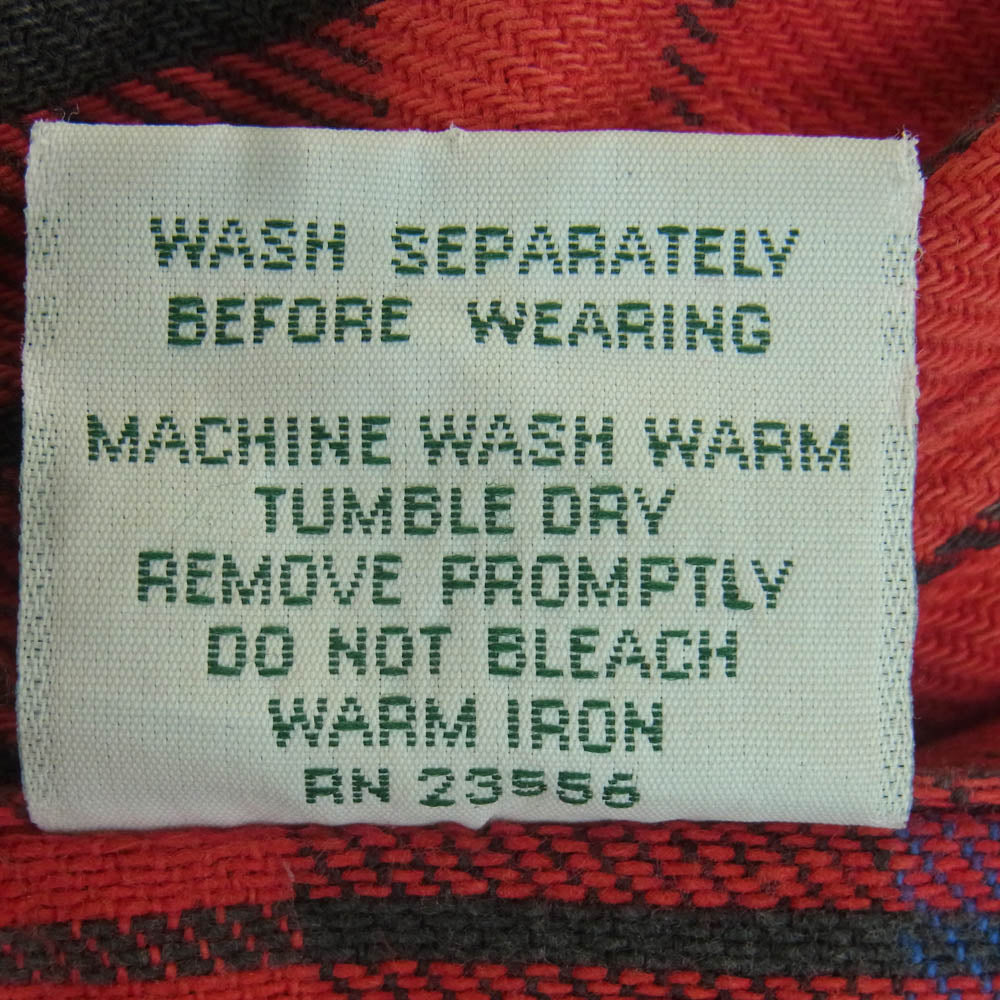 WASH SEPARATELY
BEFORE WEARING
MACHINE WASH WARM
TUMBLE DRY
REMOVE PROMPTLY
DO NOT BLEACH
WARM IRON
RN 23556